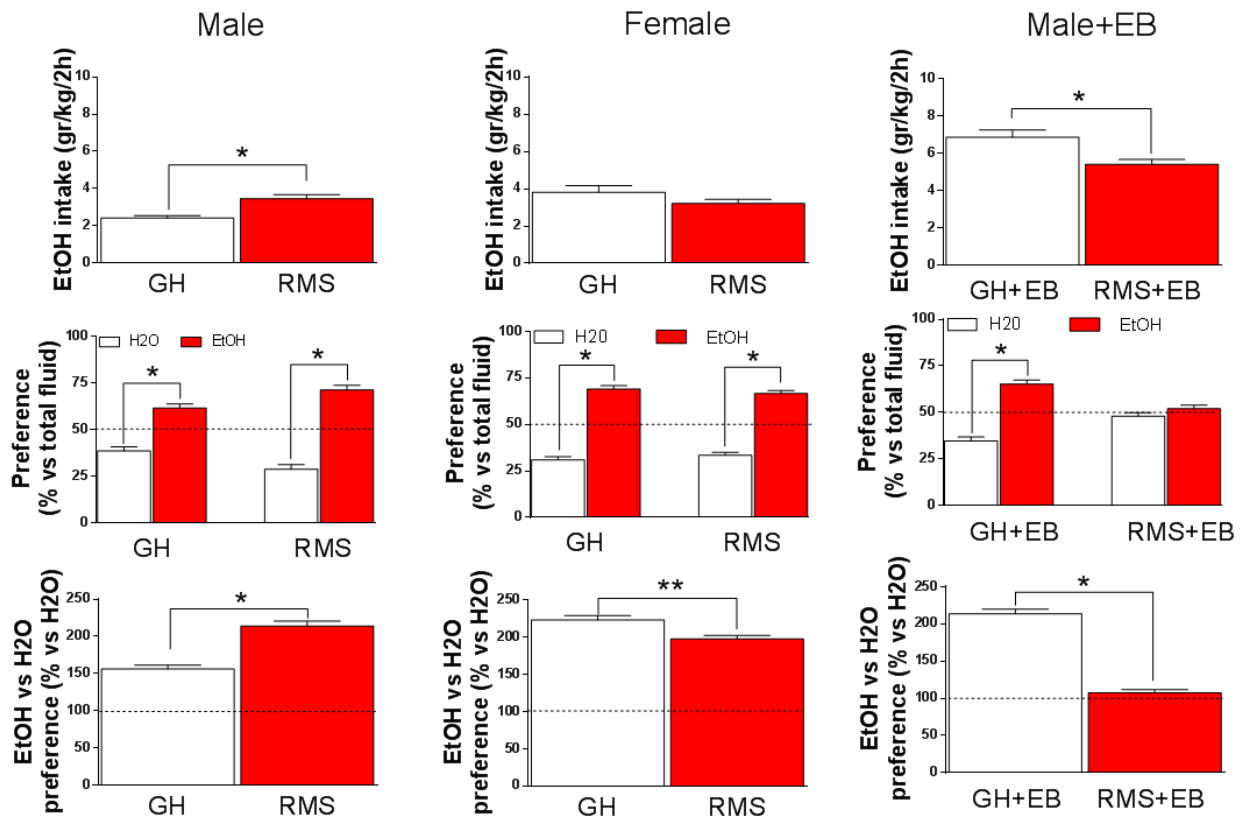 Male
Female
Male+EB
EtOH intake (gr/kg/2h)
10
8
6
4
2
0
*
GH
RMS
EtOH intake (gr/kg/2h)
10
8
6
4
2
0
GH
RMS
EtOH intake (gr/kg/2h)
10
8
6
4
2
0
*
GH+EB
RMS+EB
Preference
(% vs total fluid)
100
75
50
25
0
H2O
EtOH
*
*
GH
RMS
Preference
(% vs total fluid)
100
75
50
25
0
H20
EtOH
*
*
GH
RMS
Preference
(% vs total fluid)
100
75
50
25
0
H20
EtOH
*
GH+EB
RMS+EB
EtOH vs H2O
preference (% vs H2O)
250
200
150
100
50
0
*
GH
RMS
EtOH vs H2O
preference (% vs H2O)
250
200
150
100
50
0
**
GH
RMS
EtOH vs H2O
preference (% vs H2O)
250
200
150
100
50
0
*
GH+EB
RMS+EB